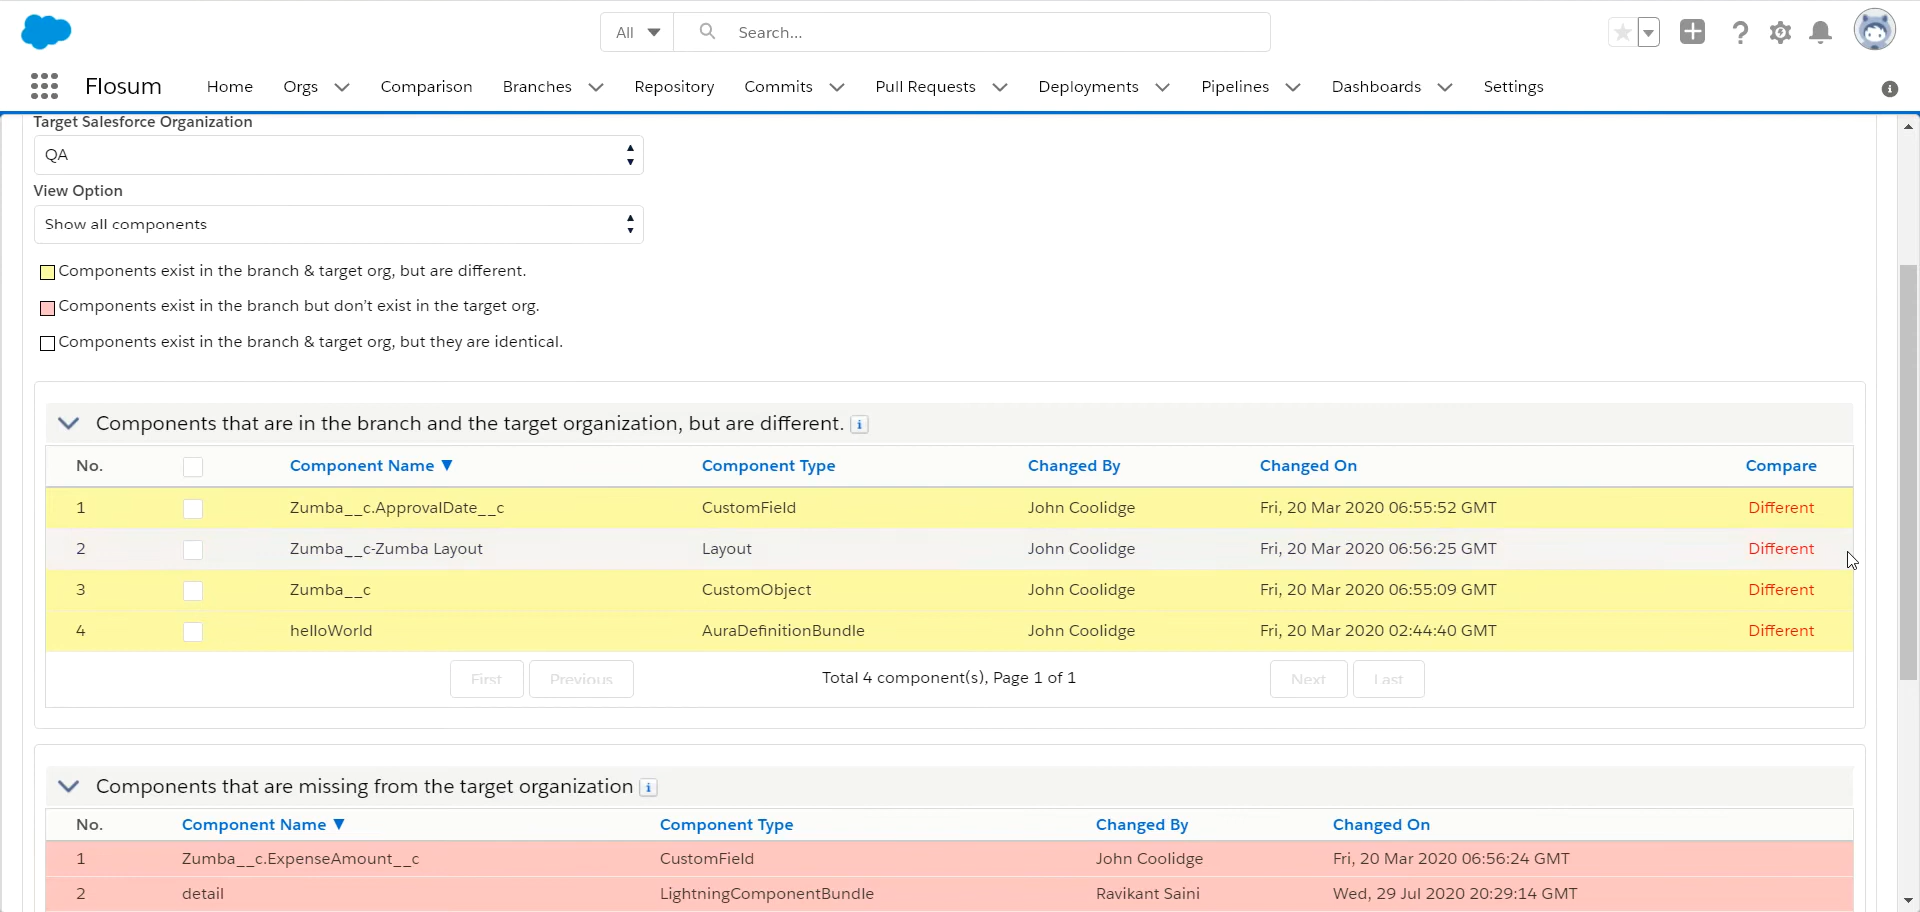 All Search...
Flosum Home Orgs Comparison Branches Repository Commits Pull Requests Deployments Pipelines Dashboards Settings
Target Salesforce Organization
QA
View Option
Show all components
Components exist in the branch & target org, but are different.
Components exist in the branch but don't exist in the target org.
Components exist in the branch & target org, but they are identical.
Components that are in the branch and the target organization, but are different.
No. Component Name ▼ Component Type Changed By Changed On Compare
1 Zumba__c.ApprovalDate__c CustomField John Coolidge Fri, 20 Mar 2020 06:55:52 GMT Different
2 Zumba__c-Zumba Layout Layout John Coolidge Fri, 20 Mar 2020 06:56:25 GMT Different
3 Zumba__c CustomObject John Coolidge Fri, 20 Mar 2020 06:55:09 GMT Different
4 helloWorld AuraDefinitionBundle John Coolidge Fri, 20 Mar 2020 02:44:40 GMT Different
First Previous Total 4 component(s), Page 1 of 1 Next Last
Components that are missing from the target organization
No. Component Name ▼ Component Type Changed By Changed On
1 Zumba__c.ExpenseAmount__c CustomField John Coolidge Fri, 20 Mar 2020 06:56:24 GMT
2 detail LightningComponentBundle Ravikant Saini Wed, 29 Jul 2020 20:29:14 GMT